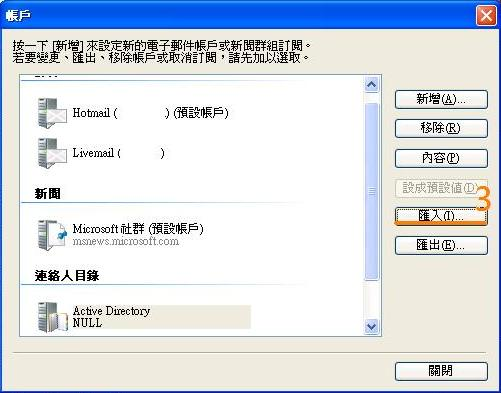 帳戶
按一下 [新增] 來設定新的電子郵件帳戶或新聞群組訂閱。
若要變更、匯出、移除帳戶或取消訂閱，請先加以選取。
Hotmail (            ) (預設帳戶)
Livemail (          )
新聞
Microsoft 社群 (預設帳戶)
msnews.microsoft.com
連絡人目錄
Active Directory
NULL
新增(A)...
移除(R)
內容(P)
設成預設值(D)
3
匯入(I)...
匯出(E)...
關閉